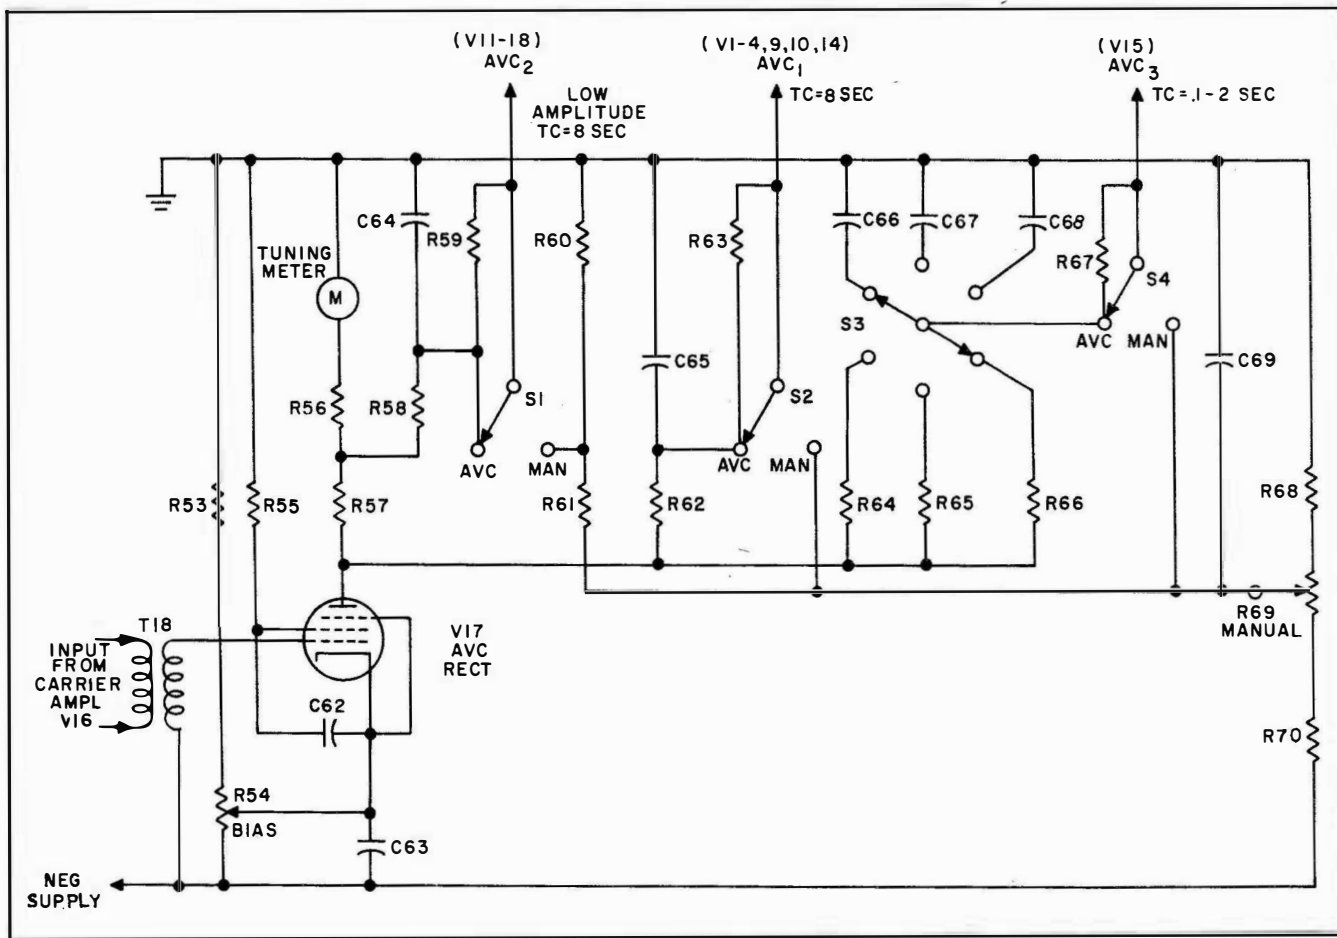 (V11-18)
AVC2
LOW
AMPLITUDE
TC=8 SEC
(V1-4,9,10,14)
AVC1
TC=8 SEC
(V15)
AVC3
TC=.1-2 SEC
C64
R59
R60
R63
C66
C67
C68
R67
S4
TUNING
METER
M
S3
AVC
MAN
C65
C69
R56
R58
S1
S2
AVC
MAN
AVC
MAN
R53
R55
R57
R61
R62
R64
R65
R66
R68
T18
INPUT
FROM
CARRIER
AMPL
V16
V17
AVC
RECT
R69
MANUAL
C62
R70
R54
BIAS
C63
NEG
SUPPLY